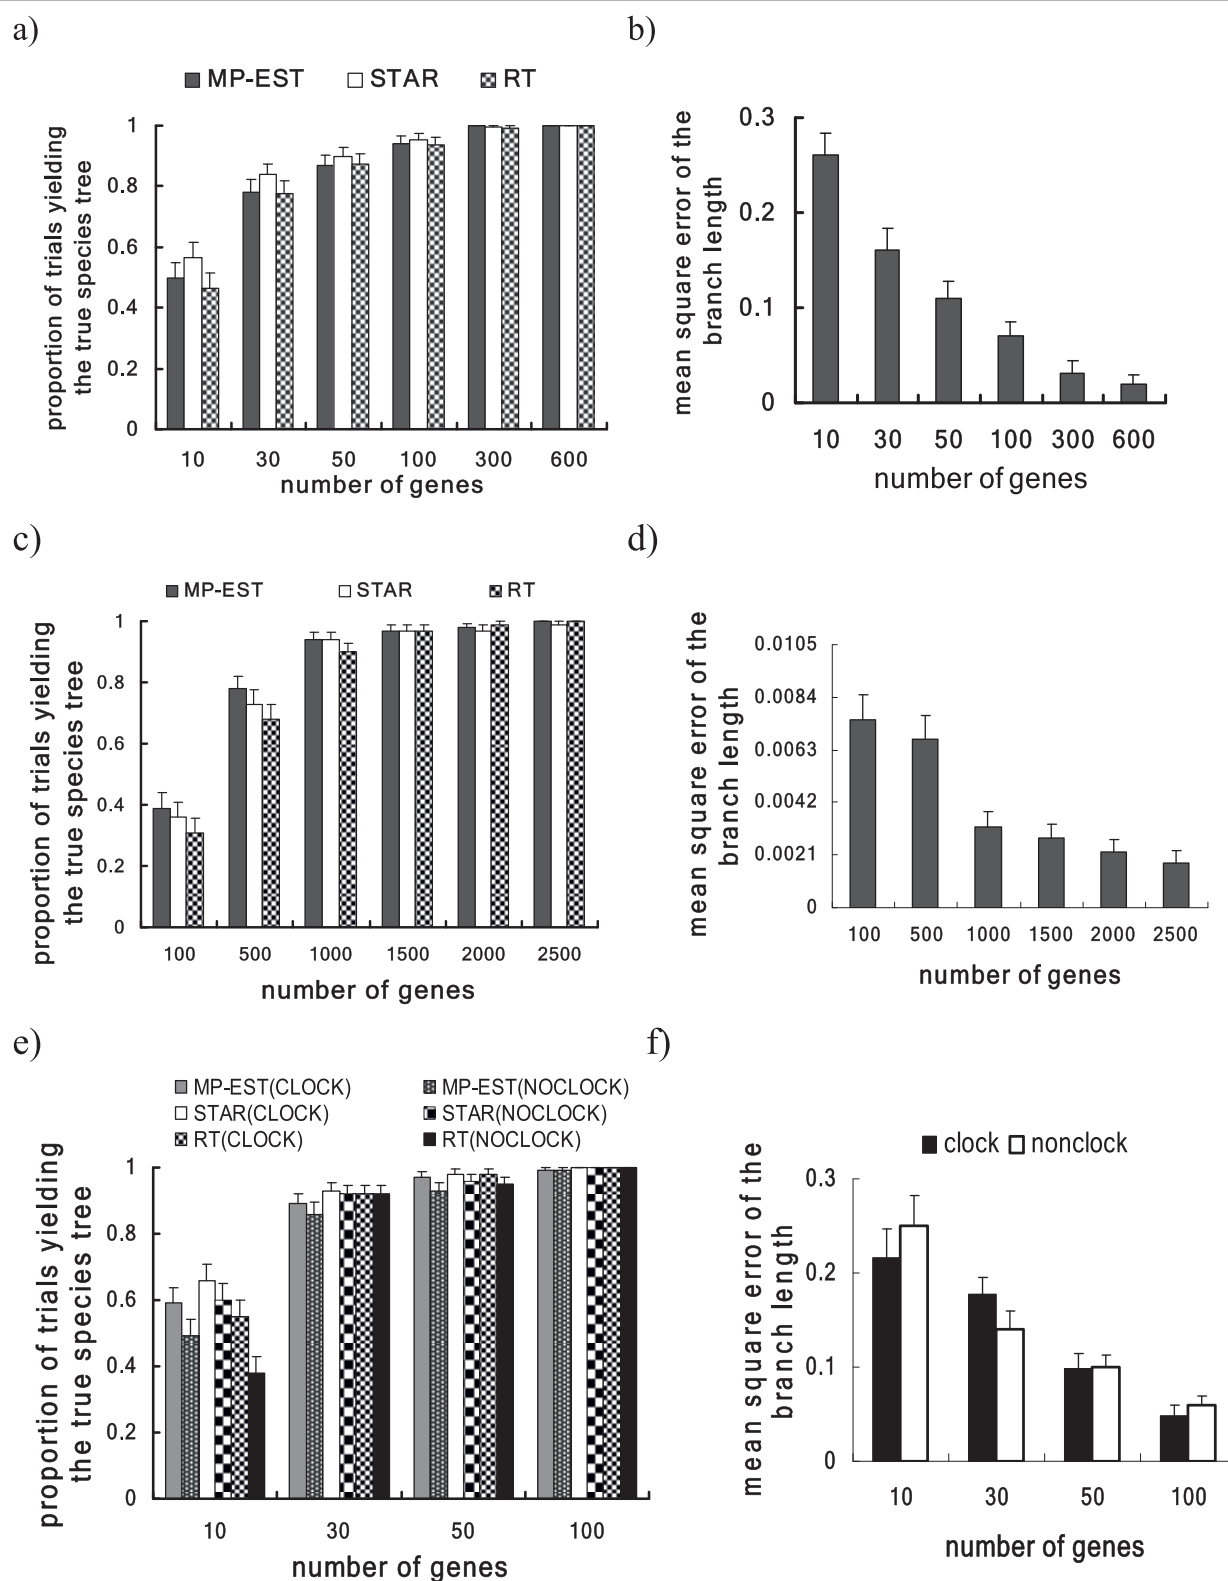 a)
MP-EST STAR RT
proportion of trials yielding
the true species tree
1
0.8
0.6
0.4
0.2
0
10 30 50 100 300 600
number of genes
b)
mean square error of the
branch length
0.3
0.2
0.1
0
10 30 50 100 300 600
number of genes
c)
MP-EST STAR RT
proportion of trials yielding
the true species tree
1
0.8
0.6
0.4
0.2
0
100 500 1000 1500 2000 2500
number of genes
d)
mean square error of the
branch length
0.0105
0.0084
0.0063
0.0042
0.0021
0
100 500 1000 1500 2000 2500
number of genes
e)
MP-EST(CLOCK) MP-EST(NOCLOCK)
STAR(CLOCK) STAR(NOCLOCK)
RT(CLOCK) RT(NOCLOCK)
proportion of trials yielding
the true species tree
1
0.8
0.6
0.4
0.2
0
10 30 50 100
number of genes
f)
clock nonclock
mean square error of the
branch length
0.3
0.2
0.1
0
10 30 50 100
number of genes